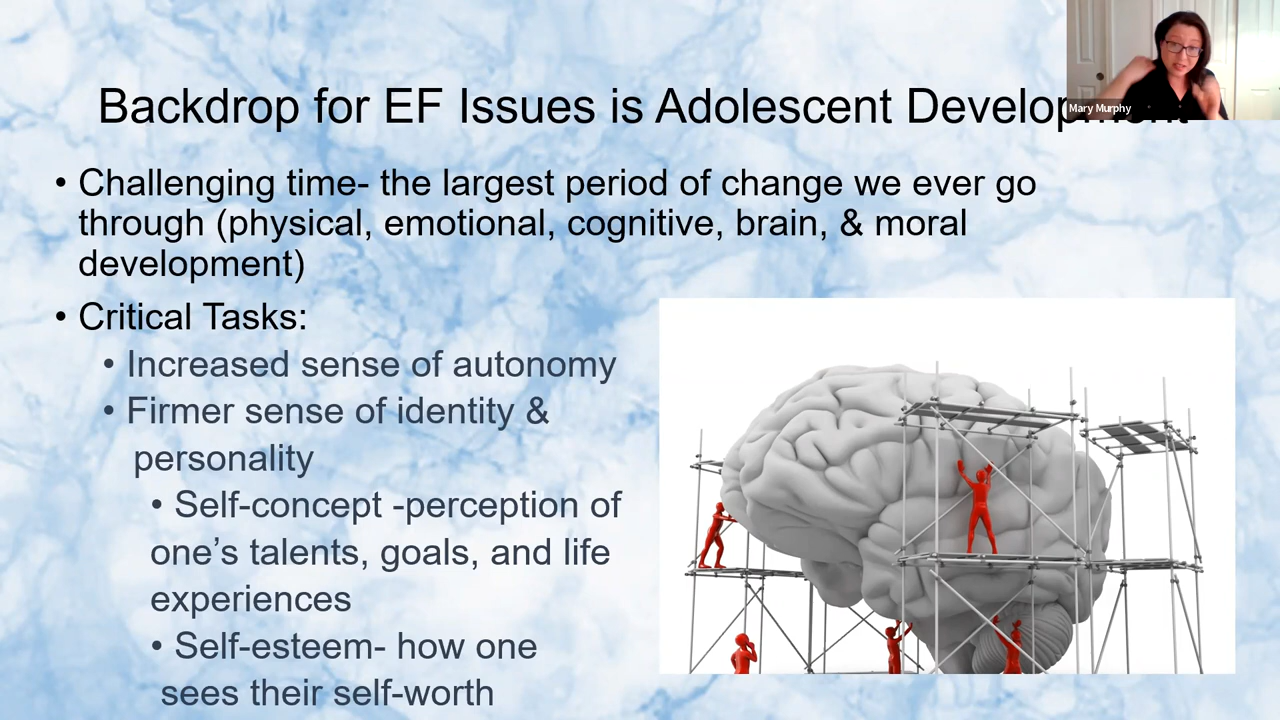 Backdrop for EF Issues is Adolescent Development
Mary Murphy
• Challenging time- the largest period of change we ever go
through (physical, emotional, cognitive, brain, & moral
development)
• Critical Tasks:
• Increased sense of autonomy
• Firmer sense of identity &
personality
• Self-concept -perception of
one’s talents, goals, and life
experiences
• Self-esteem- how one
sees their self-worth